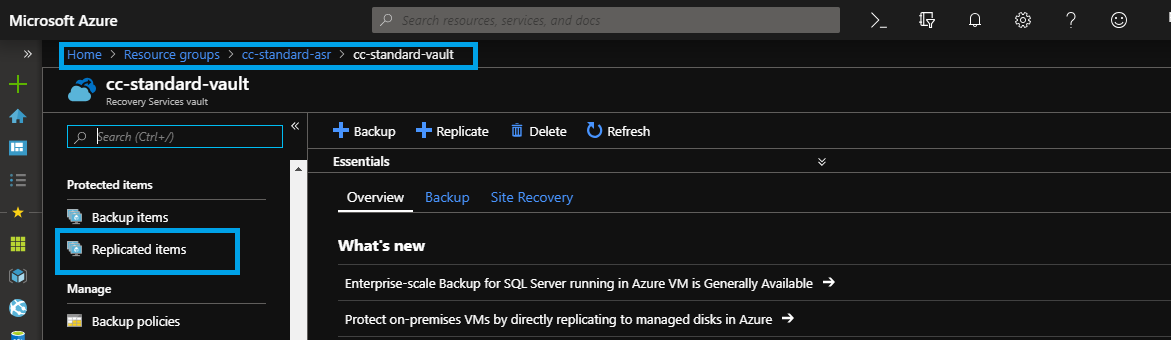 Microsoft Azure
Search resources, services, and docs
Home > Resource groups > cc-standard-asr > cc-standard-vault
cc-standard-vault
Recovery Services vault
Search (Ctrl+/)
Backup Replicate Delete Refresh
Essentials
Protected items
Overview Backup Site Recovery
Backup items
What's new
Replicated items
Enterprise-scale Backup for SQL Server running in Azure VM is Generally Available
Manage
Backup policies
Protect on-premises VMs by directly replicating to managed disks in Azure